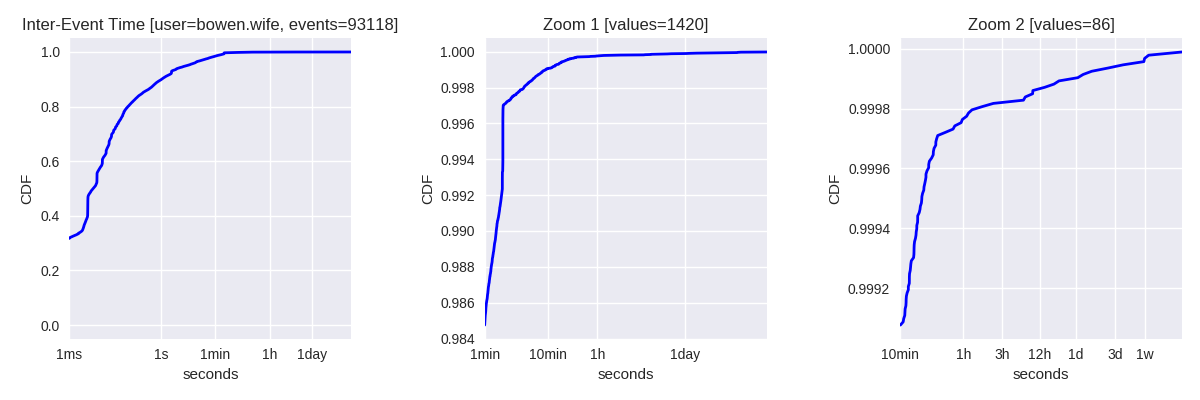 Inter-Event Time [user=bowen.wife, events=93118]
1.0
0.8
0.6
0.4
0.2
0.0
CDF
1ms
1s
1min
1h
1day
seconds
Zoom 1 [values=1420]
1.000
0.998
0.996
0.994
0.992
0.990
0.988
0.986
0.984
CDF
1min
10min
1h
1day
seconds
Zoom 2 [values=86]
1.0000
0.9998
0.9996
0.9994
0.9992
CDF
10min
1h
3h
12h
1d
3d
1w
seconds